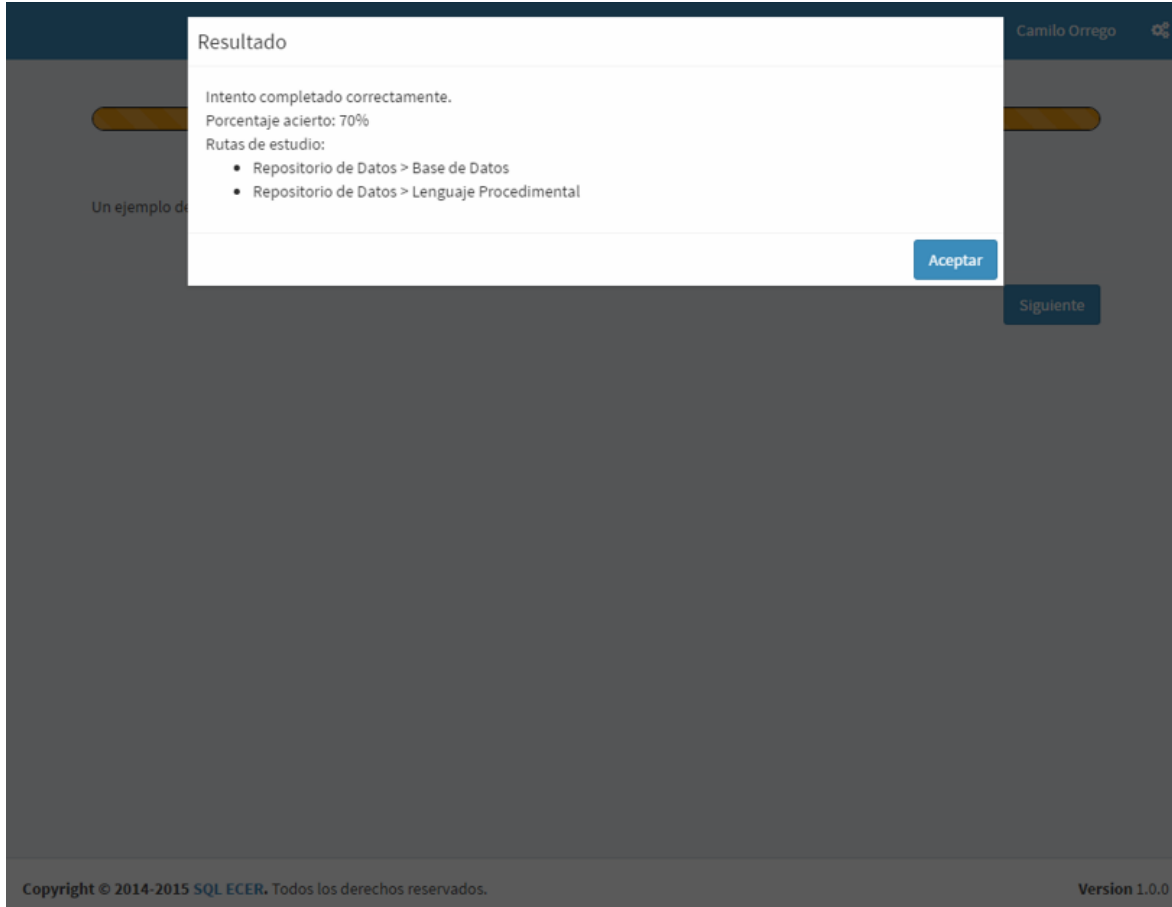 Camilo Orrego
Resultado
Intento completado correctamente.
Porcentaje acierto: 70%
Rutas de estudio:
• Repositorio de Datos > Base de Datos
• Repositorio de Datos > Lenguaje Procedimental
Un ejemplo de
Aceptar
Siguiente
Copyright © 2014-2015 SQL ECER. Todos los derechos reservados.
Version 1.0.0